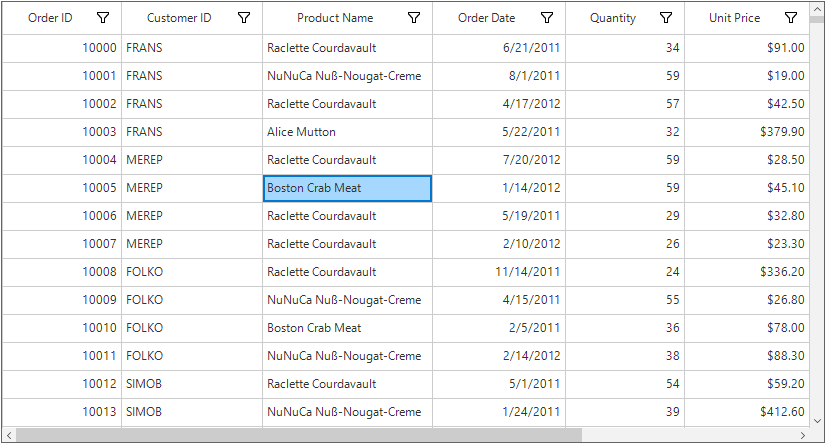 Order ID Customer ID Product Name Order Date Quantity Unit Price
10000 FRANS Raclette Courdavault 6/21/2011 34 $91.00
10001 FRANS NuNuCa Nuß-Nougat-Creme 8/1/2011 59 $19.00
10002 FRANS Raclette Courdavault 4/17/2012 57 $42.50
10003 FRANS Alice Mutton 5/22/2011 32 $379.90
10004 MEREP Raclette Courdavault 7/20/2012 59 $28.50
10005 MEREP Boston Crab Meat 1/14/2012 59 $45.10
10006 MEREP Raclette Courdavault 5/19/2011 29 $32.80
10007 MEREP Raclette Courdavault 2/10/2012 26 $23.30
10008 FOLKO Raclette Courdavault 11/14/2011 24 $336.20
10009 FOLKO NuNuCa Nuß-Nougat-Creme 4/15/2011 55 $26.80
10010 FOLKO Boston Crab Meat 2/5/2011 36 $78.00
10011 FOLKO NuNuCa Nuß-Nougat-Creme 2/14/2012 38 $88.30
10012 SIMOB Raclette Courdavault 5/1/2011 54 $59.20
10013 SIMOB NuNuCa Nuß-Nougat-Creme 1/24/2011 39 $412.60